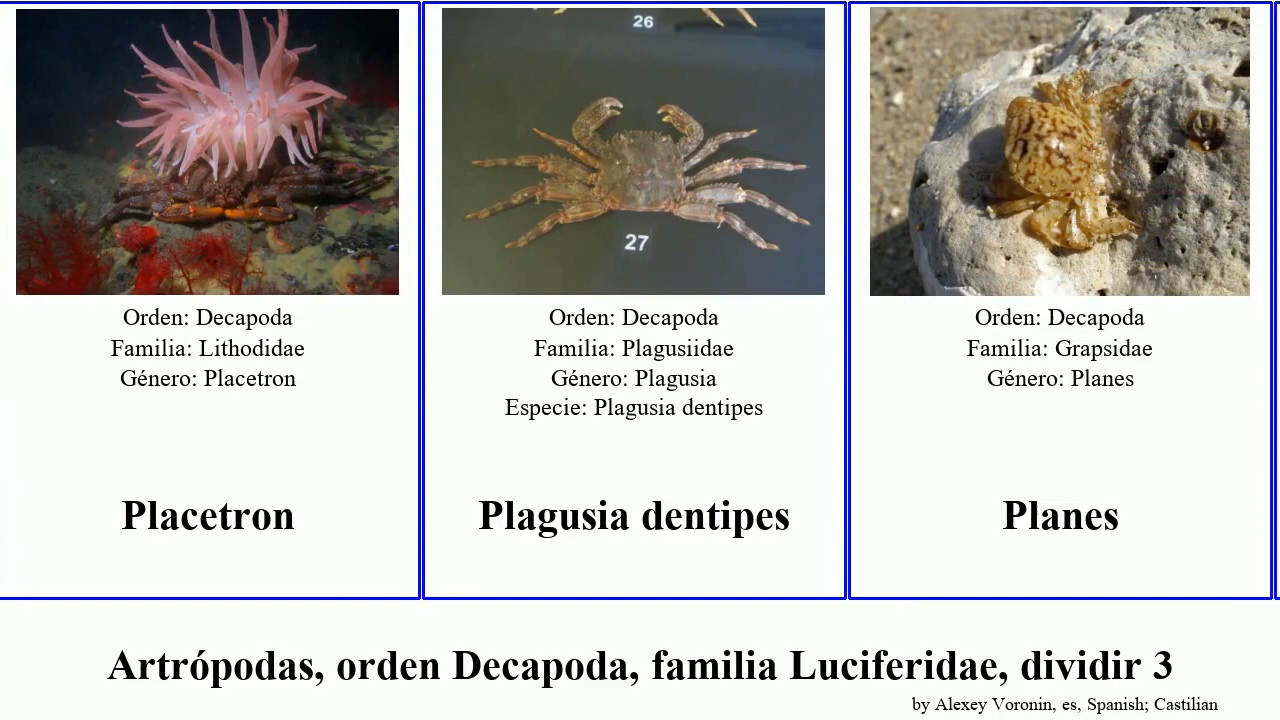 26
27
Orden: Decapoda
Familia: Lithodidae
Género: Placetron
Placetron
Orden: Decapoda
Familia: Plagusiidae
Género: Plagusia
Especie: Plagusia dentipes
Plagusia dentipes
Orden: Decapoda
Familia: Grapsidae
Género: Planes
Planes
Artrópodas, orden Decapoda, familia Luciferidae, dividir 3
by Alexey Voronin, es, Spanish; Castilian